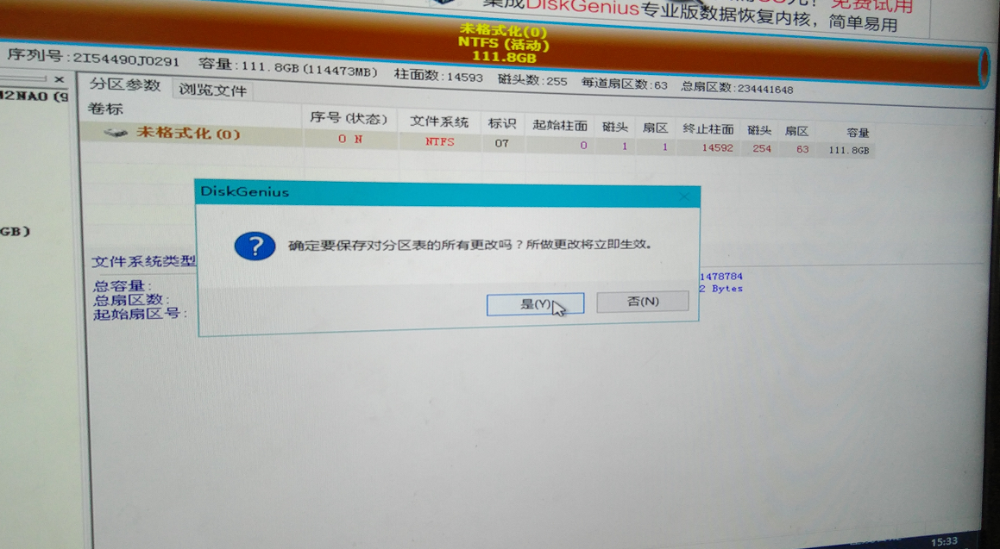 集成DiskGenius专业版数据恢复内核，简单易用
免费试用
未格式化(0)
NTFS (活动)
111.8GB
序列号:2I54490J0291 容量:111.8GB(114473MB) 柱面数:14593 磁头数:255 每道扇区数:63 总扇区数:234441648
分区参数 浏览文件
卷标 序号(状态) 文件系统 标识 起始柱面 磁头 扇区 终止柱面 磁头 扇区 容量
未格式化(0) 0 N NTFS 07 0 1 1 14592 254 63 111.8GB
DiskGenius
确定要保存对分区表的所有更改吗？所做更改将立即生效。
是(Y) 否(N)
GB)
文件系统类型
总容量:
总扇区数:
起始扇区号:
1478784
2 Bytes
15:33